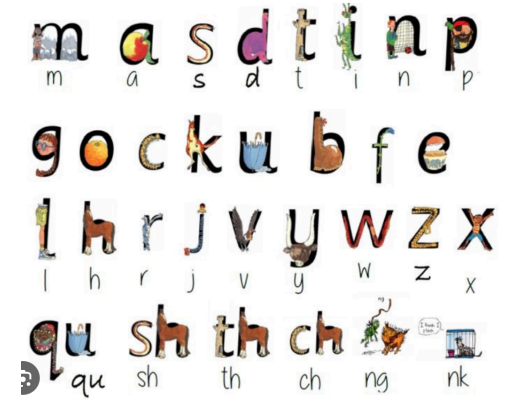 m a s d t i n p
m a s d t i n p
g o c k u b f e
l h r j v y w z x
l h r j v y w z x
qu sh th ch
qu sh th ch ng nk